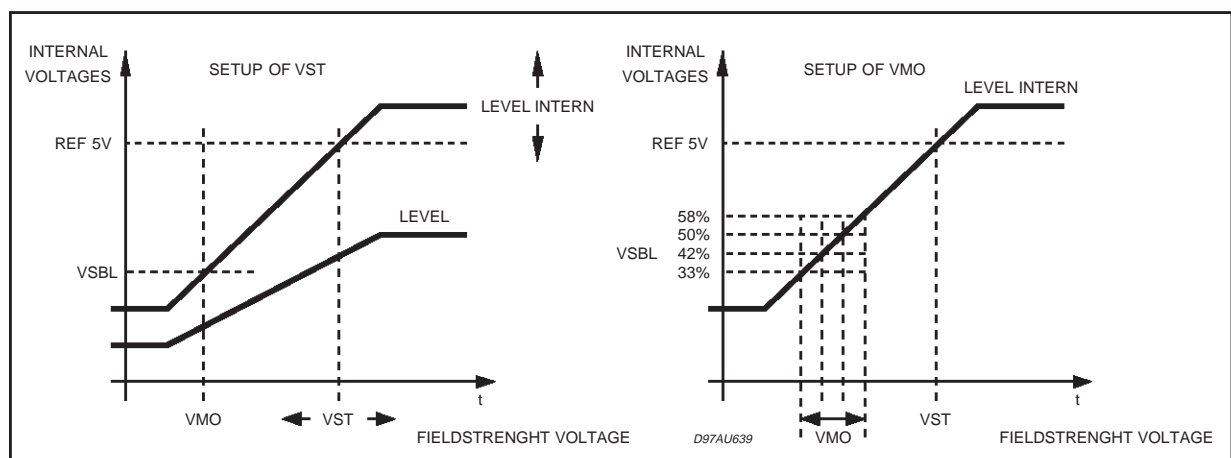 INTERNAL
VOLTAGES
SETUP OF VST
LEVEL INTERN
REF 5V
LEVEL
VSBL
t
VMO
VST
FIELDSTRENGHT VOLTAGE
INTERNAL
VOLTAGES
SETUP OF VMO
LEVEL INTERN
REF 5V
58%
50%
VSBL 42%
33%
t
D97AU639
VMO
VST
FIELDSTRENGHT VOLTAGE